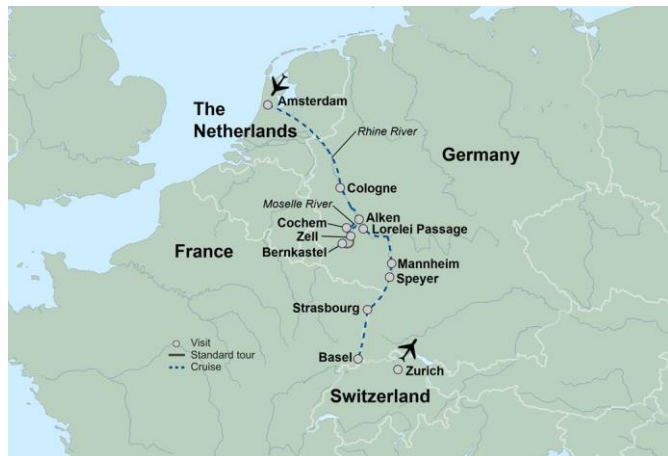 Amsterdam
The
Netherlands
Rhine River
Germany
Cologne
Moselle River
Alken
Cochem
Lorelei Passage
Zell
France
Bernkastel
Mannheim
Speyer
Strasbourg
Visit
Standard tour
Basel
Cruise
Zurich
Switzerland